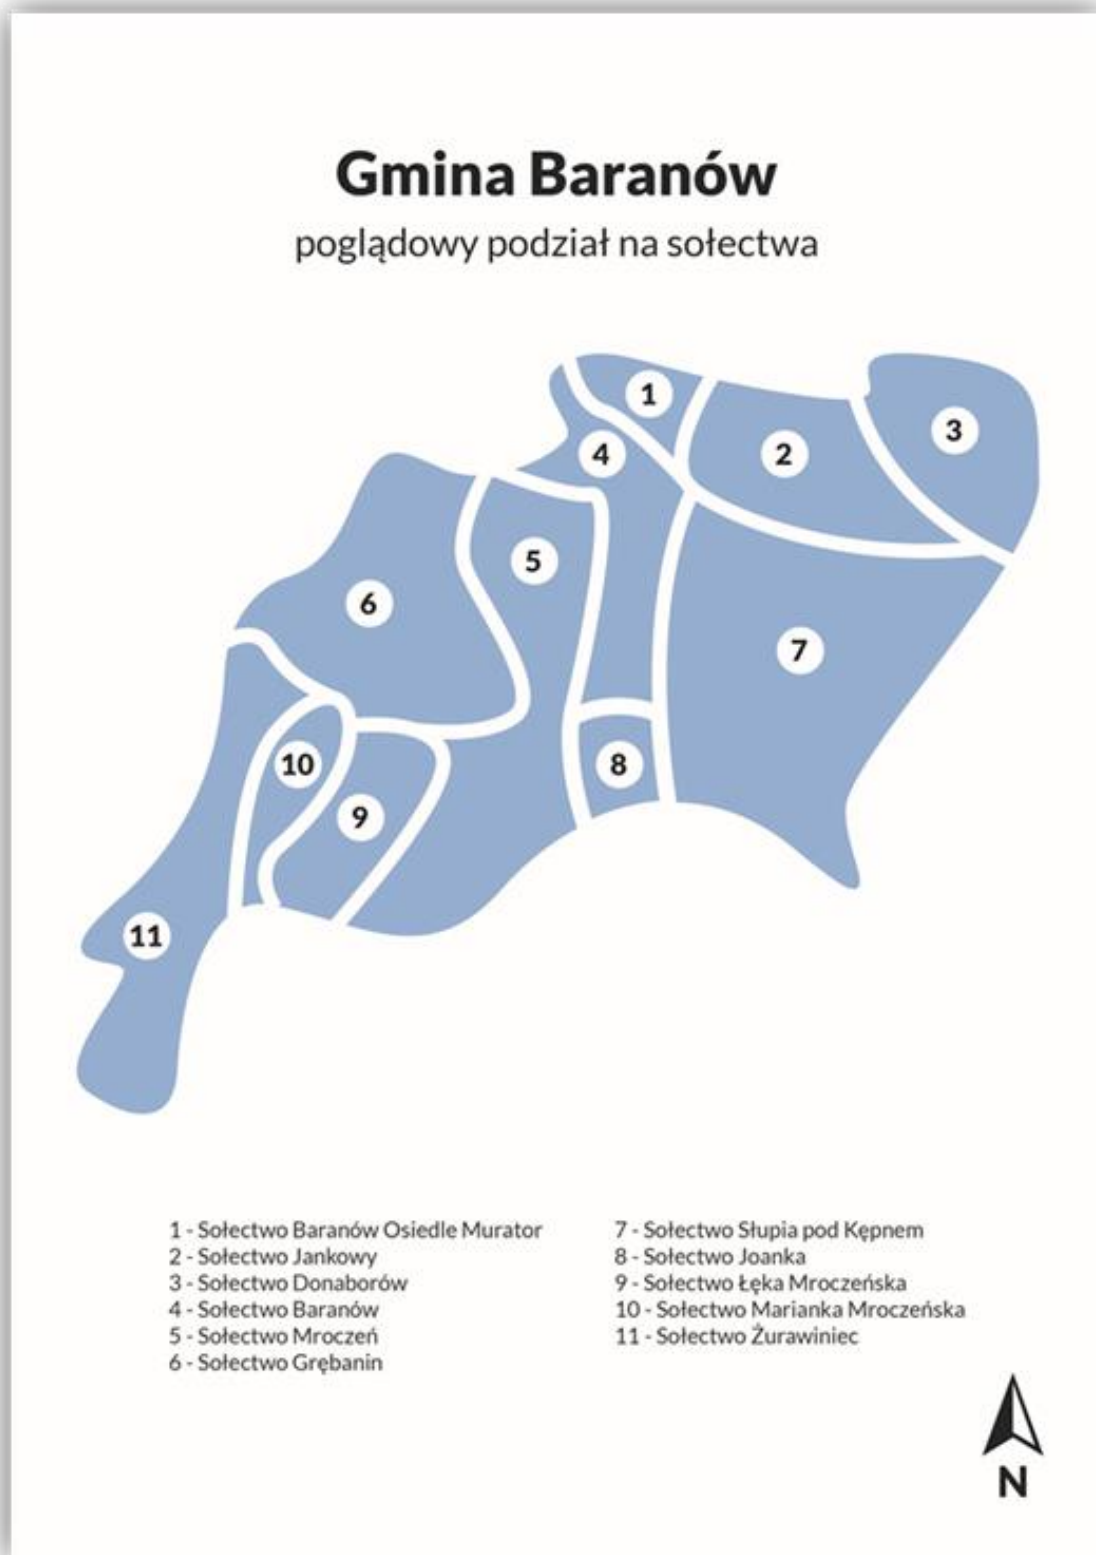 Gmina Baranów
poglądowy podział na sołectwa
1
2
3
4
5
6
7
8
9
10
11
1 - Sołectwo Baranów Osiedle Murator
2 - Sołectwo Jankowy
3 - Sołectwo Donaborów
4 - Sołectwo Baranów
5 - Sołectwo Mroczeń
6 - Sołectwo Grębanin
7 - Sołectwo Słupia pod Kępnem
8 - Sołectwo Joanka
9 - Sołectwo Łęka Mroczeńska
10 - Sołectwo Marianka Mroczeńska
11 - Sołectwo Żurawiniec
N